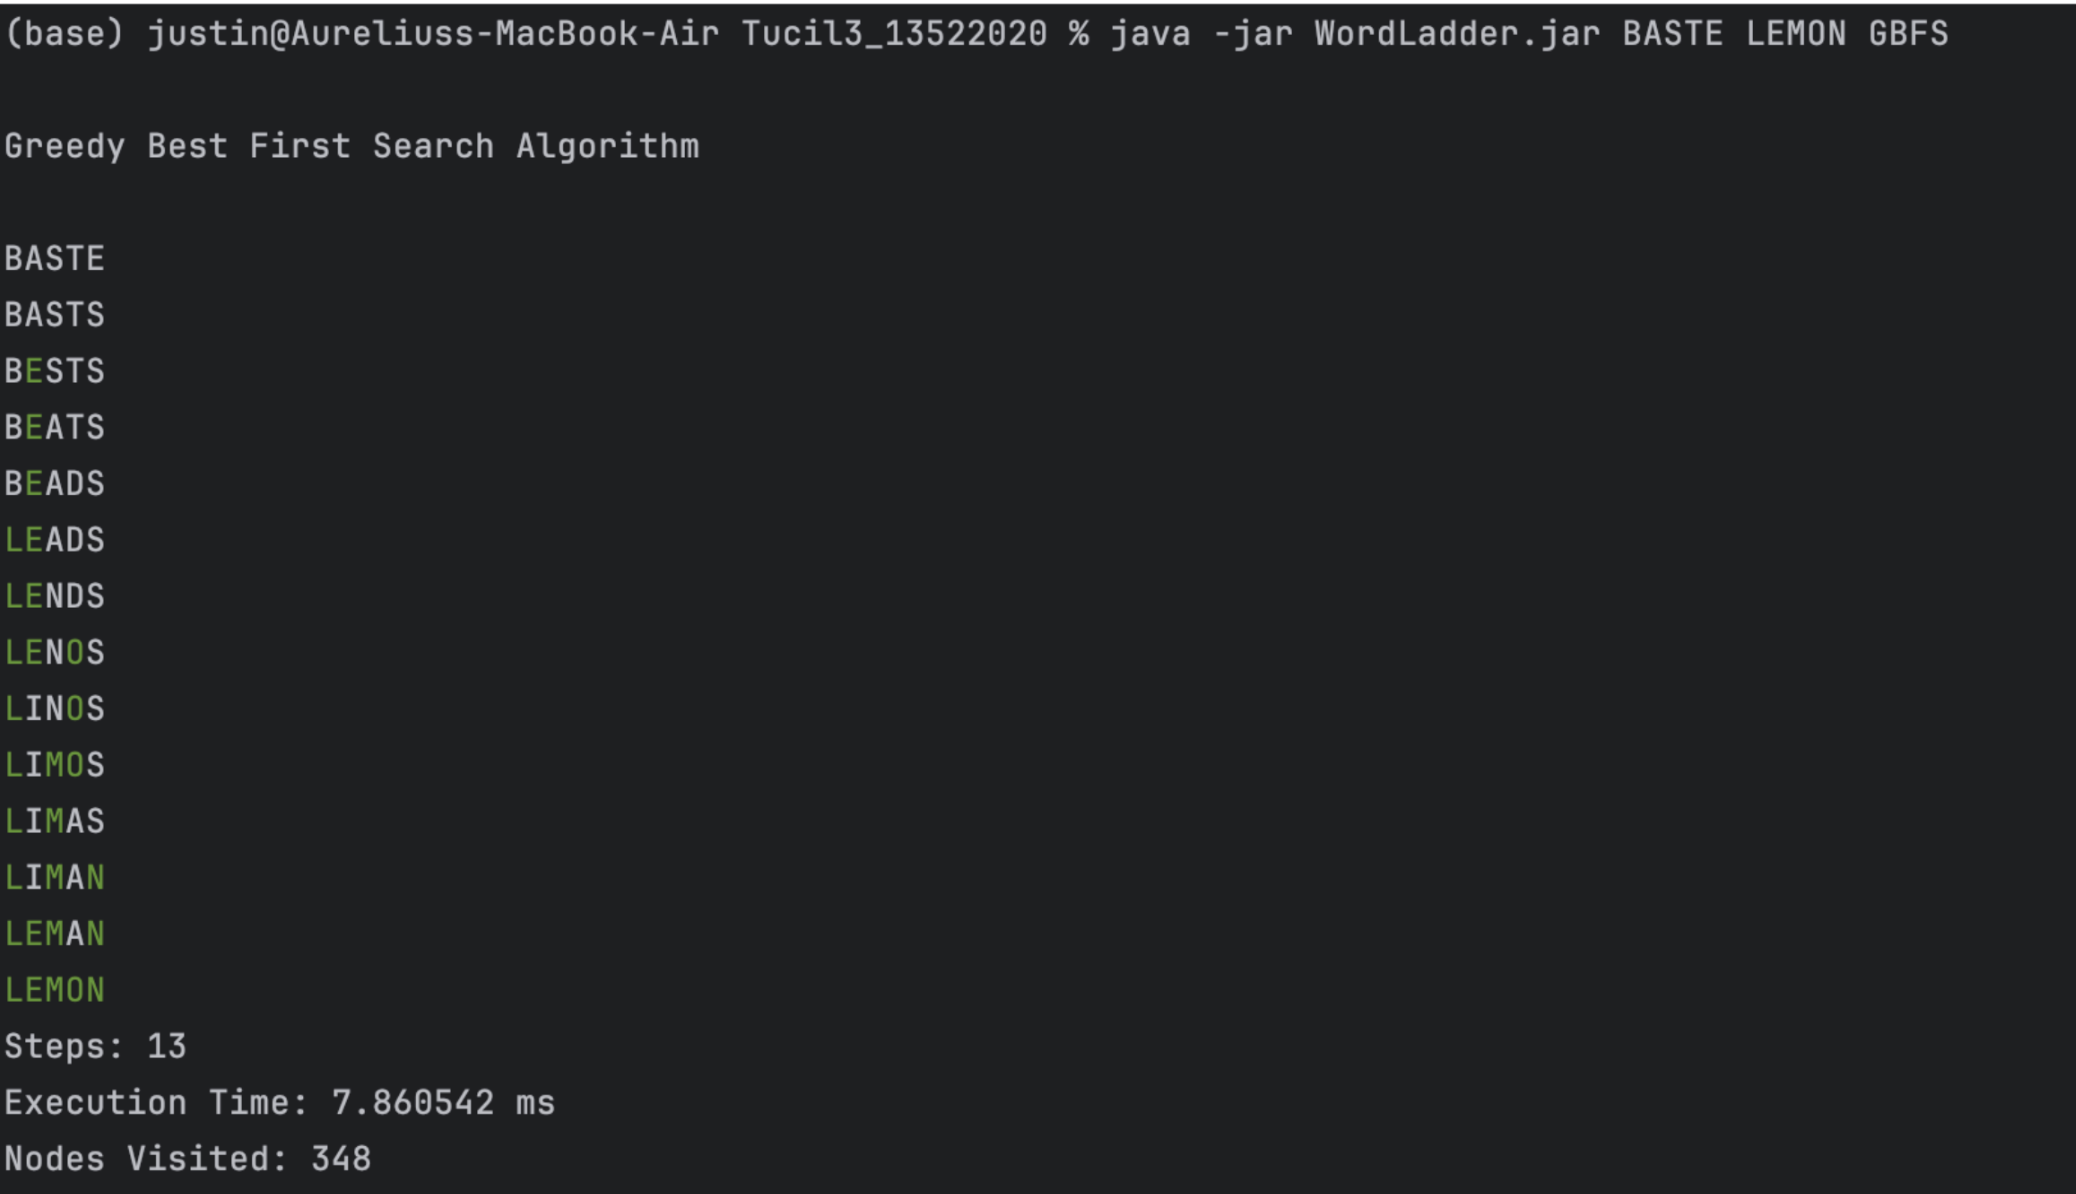 (base) justin@Aureliuss-MacBook-Air Tucil3_13522020 % java -jar WordLadder.jar BASTE LEMON GBFS
Greedy Best First Search Algorithm
BASTE
BASTS
BESTS
BEATS
BEADS
LEADS
LENDS
LENOS
LINOS
LIMOS
LIMAS
LIMAN
LEMAN
LEMON
Steps: 13
Execution Time: 7.860542 ms
Nodes Visited: 348